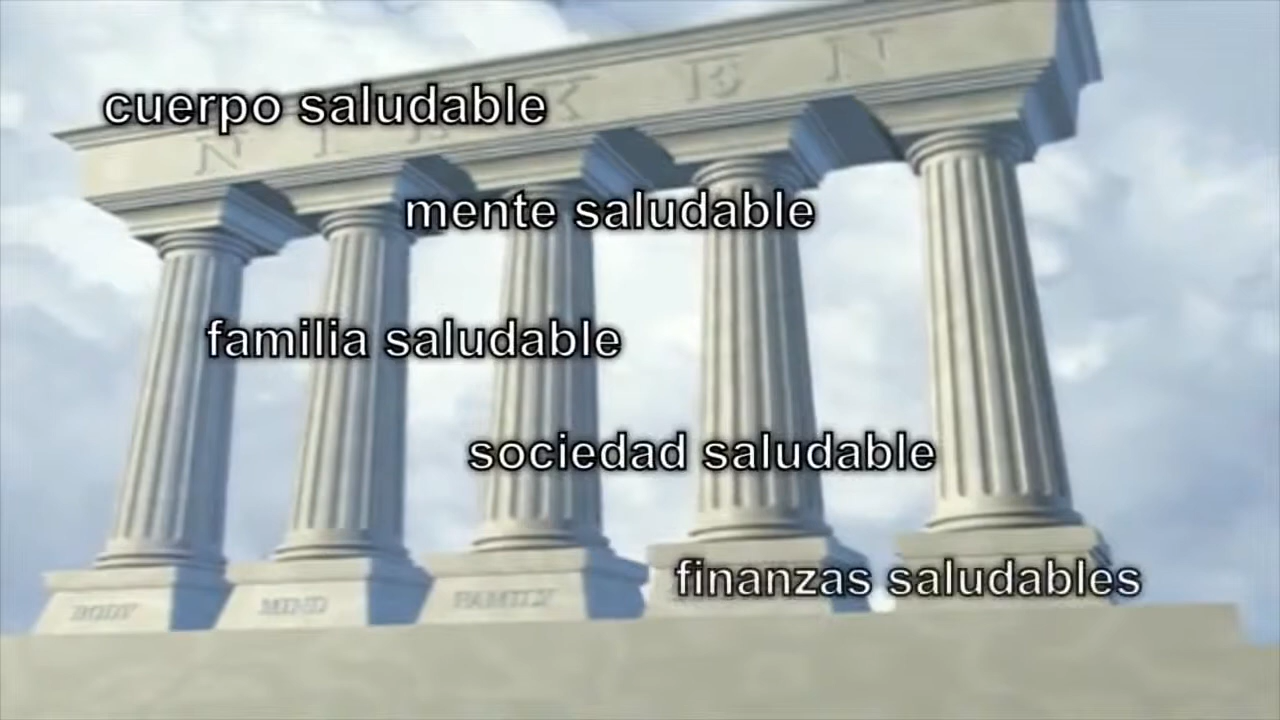 cuerpo saludable
N I K K E N
mente saludable
familia saludable
sociedad saludable
finanzas saludables
BODY
MIND
FAMILY